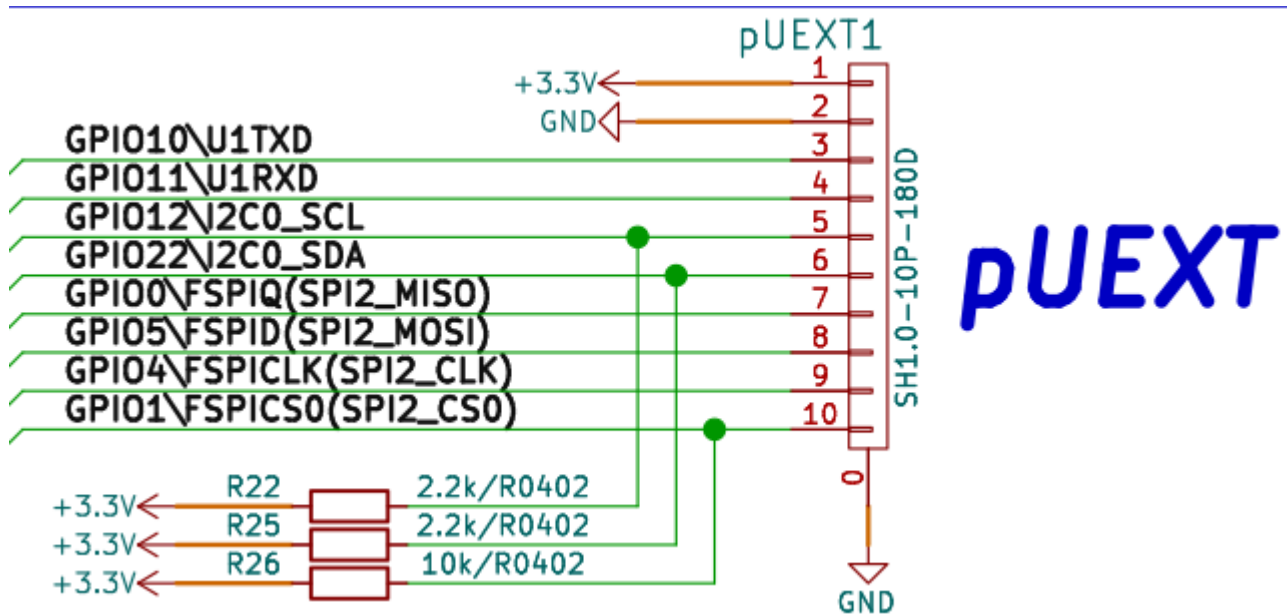 pUEXT1
+3.3V 1
GND 2
GPIO10\U1TXD 3
GPIO11\U1RXD 4
GPIO12\I2C0_SCL 5
GPIO22\I2C0_SDA 6
GPIO0\FSPIQ(SPI2_MISO) 7
GPIO5\FSPID(SPI2_MOSI) 8
GPIO4\FSPICLK(SPI2_CLK) 9
GPIO1\FSPICS0(SPI2_CS0) 10
SH1.0-10P-180D
pUEXT
0
+3.3V R22 2.2k/R0402
+3.3V R25 2.2k/R0402
+3.3V R26 10k/R0402
GND